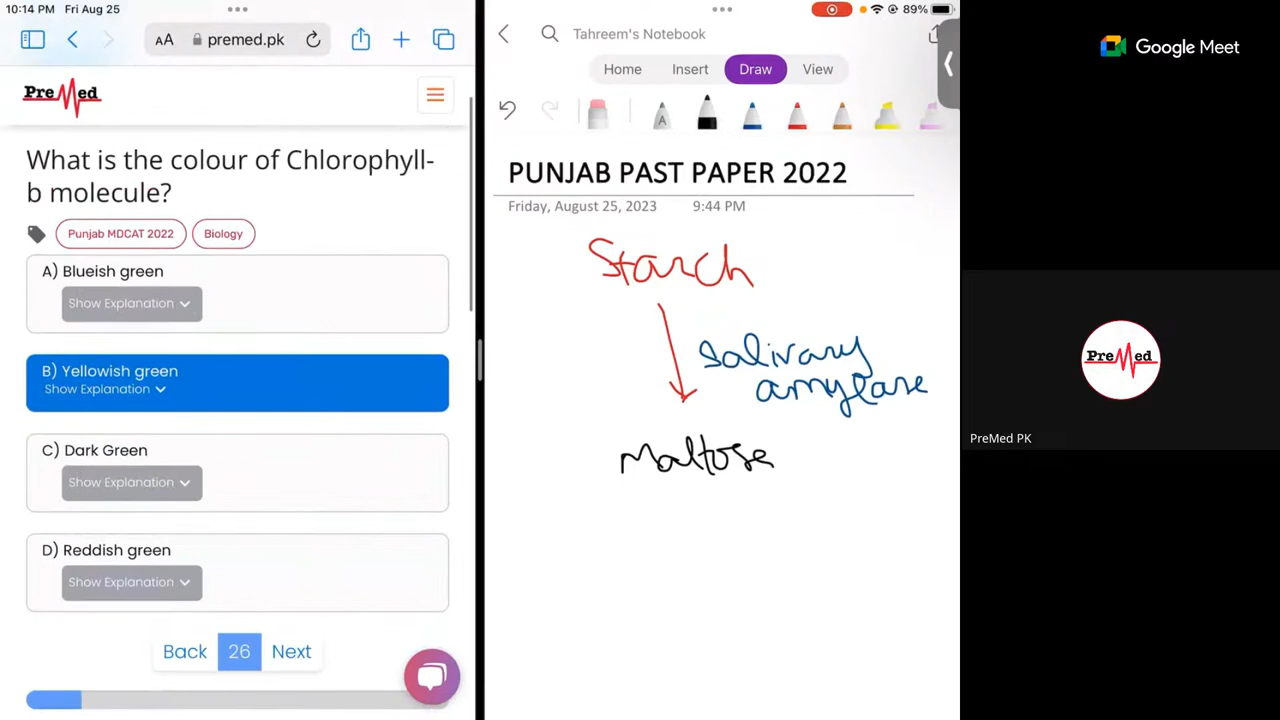 10:14 PM Fri Aug 25
AA premed.pk
PreMed
What is the colour of Chlorophyll-
b molecule?
Punjab MDCAT 2022 Biology
A) Blueish green
Show Explanation
B) Yellowish green
Show Explanation
C) Dark Green
Show Explanation
D) Reddish green
Show Explanation
Back 26 Next
89%
Tahreem's Notebook
Home Insert Draw View
A
PUNJAB PAST PAPER 2022
Friday, August 25, 2023 9:44 PM
Starch
Salivary
amylase
Maltose
Google Meet
PreMed
PreMed PK